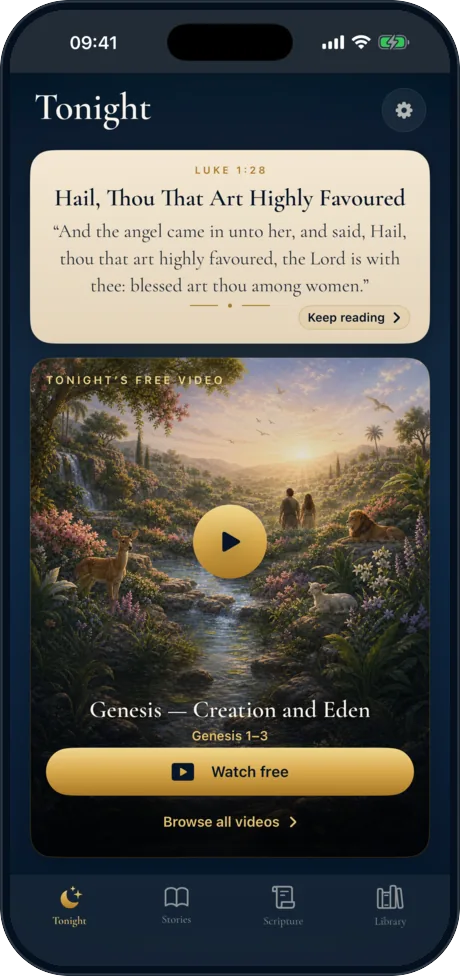 09:41
Tonight
LUKE 1:28
Hail, Thou That Art Highly Favoured
“And the angel came in unto her, and said, Hail,
thou that art highly favoured, the Lord is with
thee: blessed art thou among women.”
Keep reading
TONIGHT’S FREE VIDEO
Genesis — Creation and Eden
Genesis 1–3
Watch free
Browse all videos
Tonight
Stories
Scripture
Library